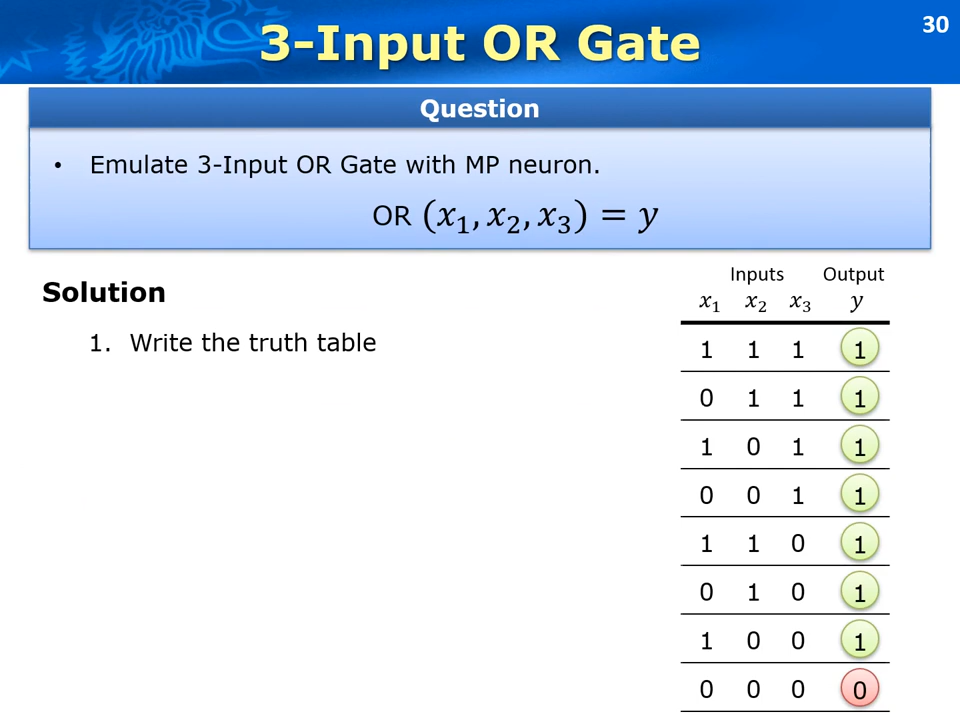 3-Input OR Gate
30
Question
• Emulate 3-Input OR Gate with MP neuron.
OR (x₁, x₂, x₃) = y
Solution
1. Write the truth table
Inputs Output
x₁ x₂ x₃ y
1 1 1 1
0 1 1 1
1 0 1 1
0 0 1 1
1 1 0 1
0 1 0 1
1 0 0 1
0 0 0 0